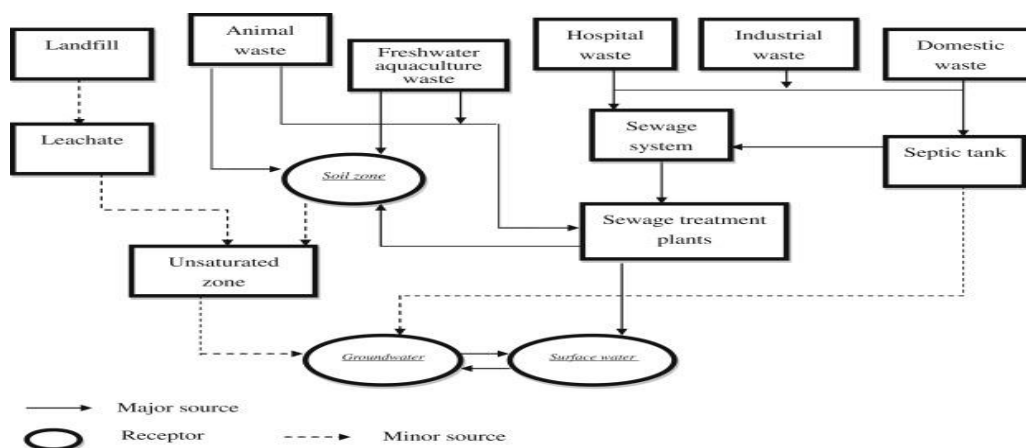 Landfill
Animal
waste
Freshwater
aquaculture
waste
Hospital
waste
Industrial
waste
Domestic
waste
Leachate
Sewage
system
Septic tank
Soil zone
Sewage treatment
plants
Unsaturated
zone
Groundwater
Surface water
Major source
Receptor
Minor source